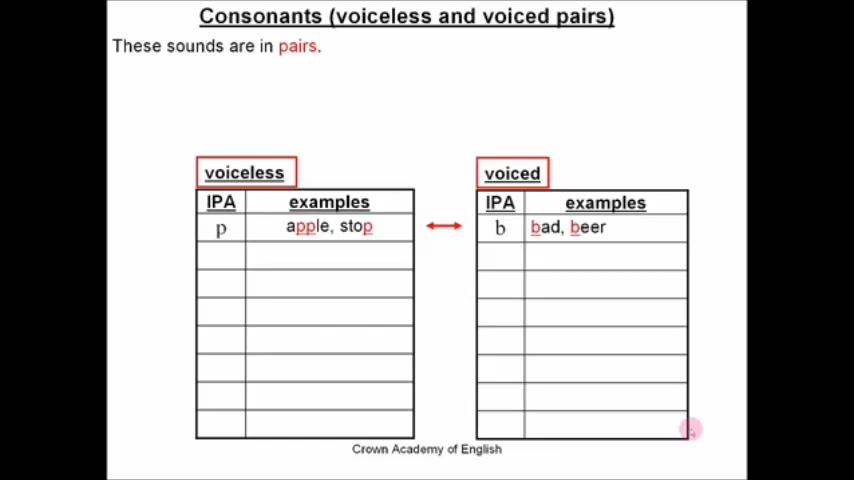 Consonants (voiceless and voiced pairs)
These sounds are in pairs.
voiceless
IPA examples
p apple, stop
voiced
IPA examples
b bad, beer
Crown Academy of English